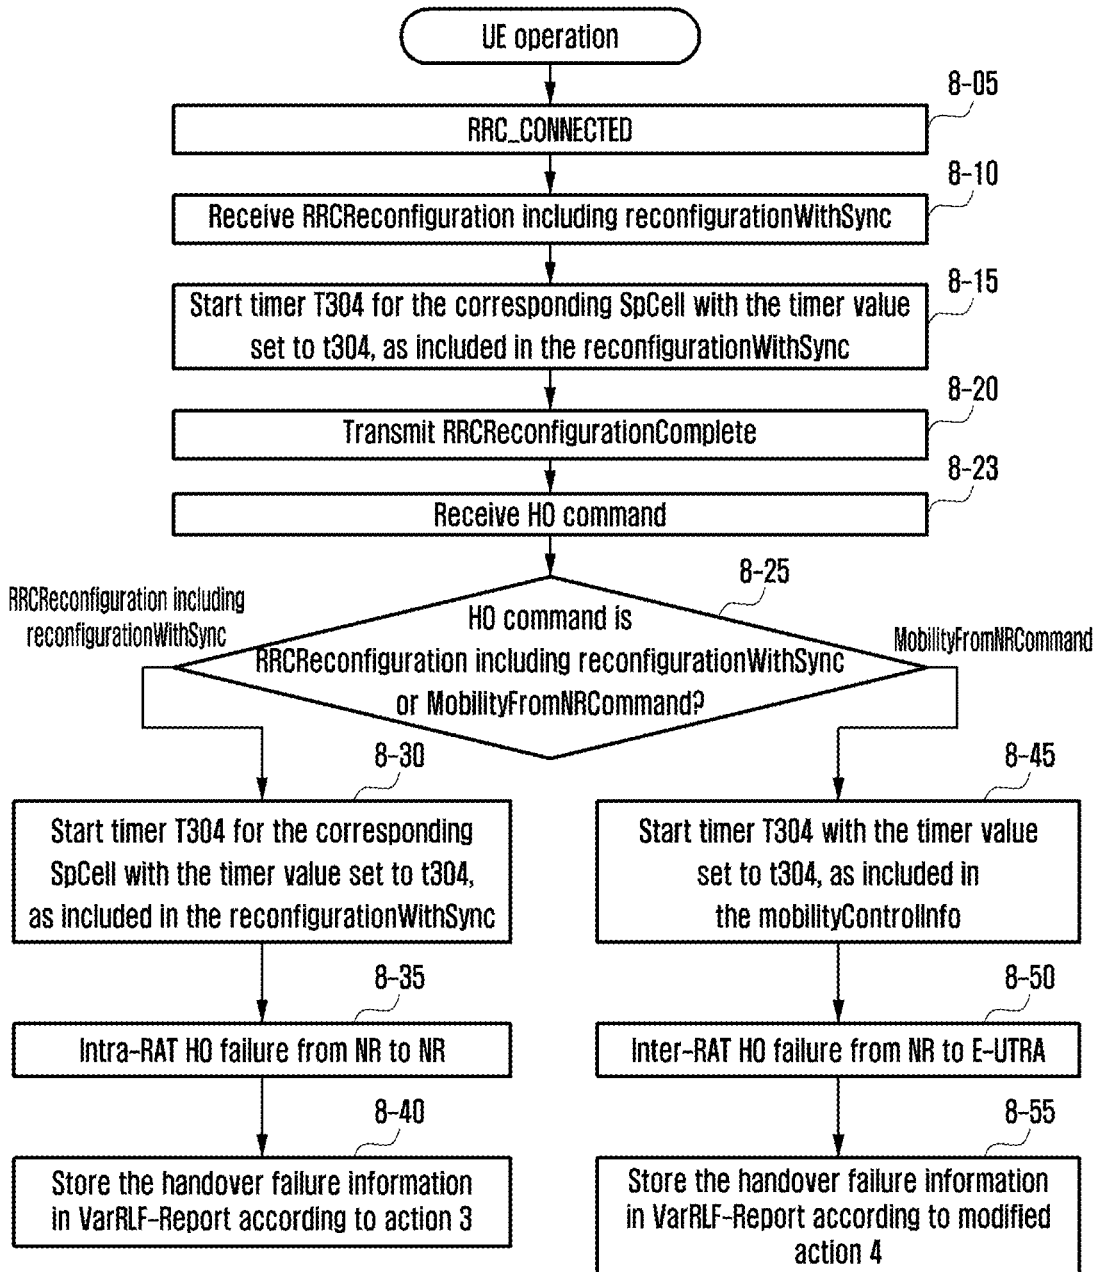 UE operation
8-05
RRC_CONNECTED
8-10
Receive RRCReconfiguration including reconfigurationWithSync
8-15
Start timer T304 for the corresponding SpCell with the timer value
set to t304, as included in the reconfigurationWithSync
8-20
Transmit RRCReconfigurationComplete
8-23
Receive HO command
8-25
RRCReconfiguration including
reconfigurationWithSync
HO command is
RRCReconfiguration including reconfigurationWithSync
or MobilityFromNRCommand?
MobilityFromNRCommand
8-30
Start timer T304 for the corresponding
SpCell with the timer value set to t304,
as included in the reconfigurationWithSync
8-35
Intra-RAT HO failure from NR to NR
8-40
Store the handover failure information
in VarRLF-Report according to action 3
8-45
Start timer T304 with the timer value
set to t304, as included in
the mobilityControlInfo
8-50
Inter-RAT HO failure from NR to E-UTRA
8-55
Store the handover failure information
in VarRLF-Report according to modified
action 4